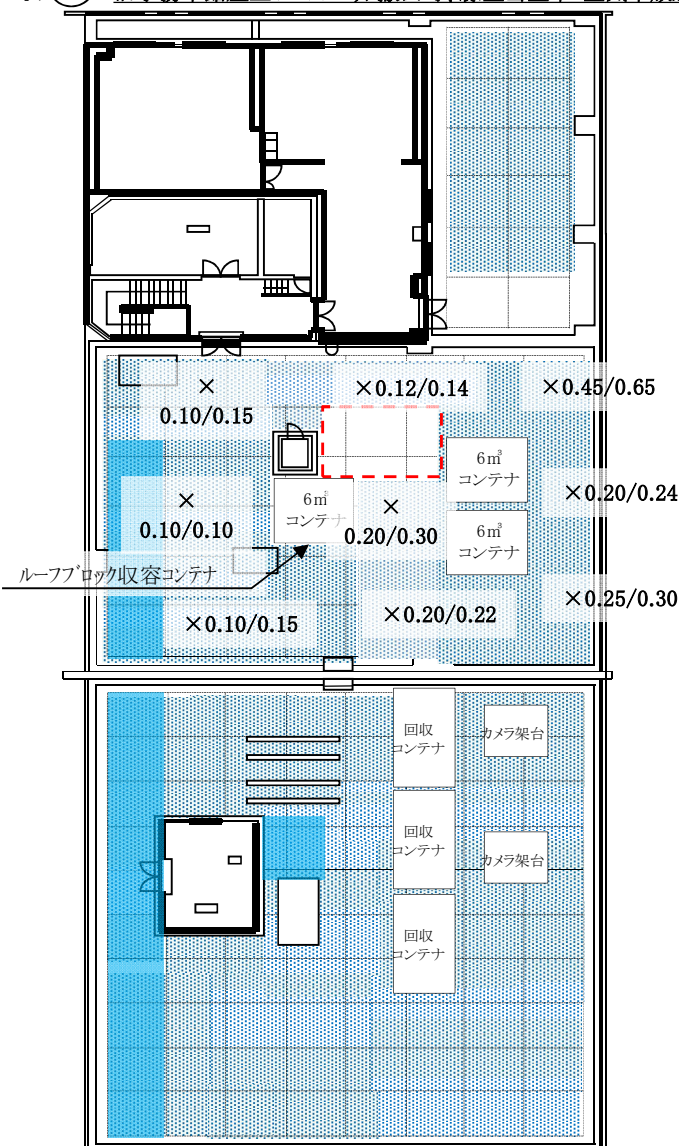 ×
0.10/0.15
×0.12/0.14
×0.45/0.65
6㎥
コンテナ
6㎥
コンテナ
×
0.10/0.10
×
0.20/0.30
×0.20/0.24
6㎥
コンテナ
ルーフブロック収容コンテナ
×0.10/0.15
×0.20/0.22
×0.25/0.30
回収
コンテナ
カメラ架台
回収
コンテナ
カメラ架台
回収
コンテナ